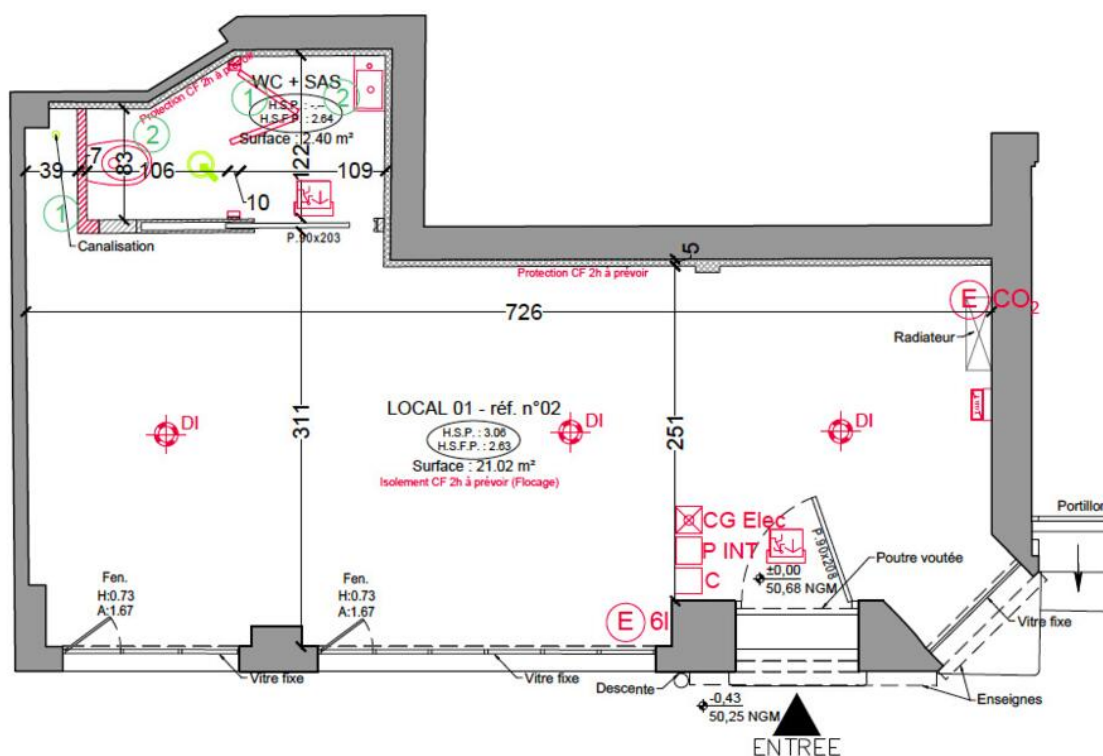 Protection CF 2h à prévoir
WC + SAS
1
2
H.S.P. : -.--
H.S.F.P. : 2.64
Surface : 2.40 m²
2
39
7
83
106
122
109
10
1
Canalisation
P.90x203
5
Protection CF 2h à prévoir
E CO2
726
Radiateur
LOCAL 01 - réf. n°02
H.S.P. : 3.06
H.S.F.P. : 2.63
Surface : 21.02 m²
Isolement CF 2h à prévoir (Flocage)
DI
DI
DI
311
251
CG Elec
P INT
C
P.90x208
Portillon
Poutre voutée
±0,00
50,68 NGM
Fen.
H:0.73
A:1.67
Fen.
H:0.73
A:1.67
E 6l
Vitre fixe
Vitre fixe
Vitre fixe
Descente
-0,43
50,25 NGM
Enseignes
ENTREE